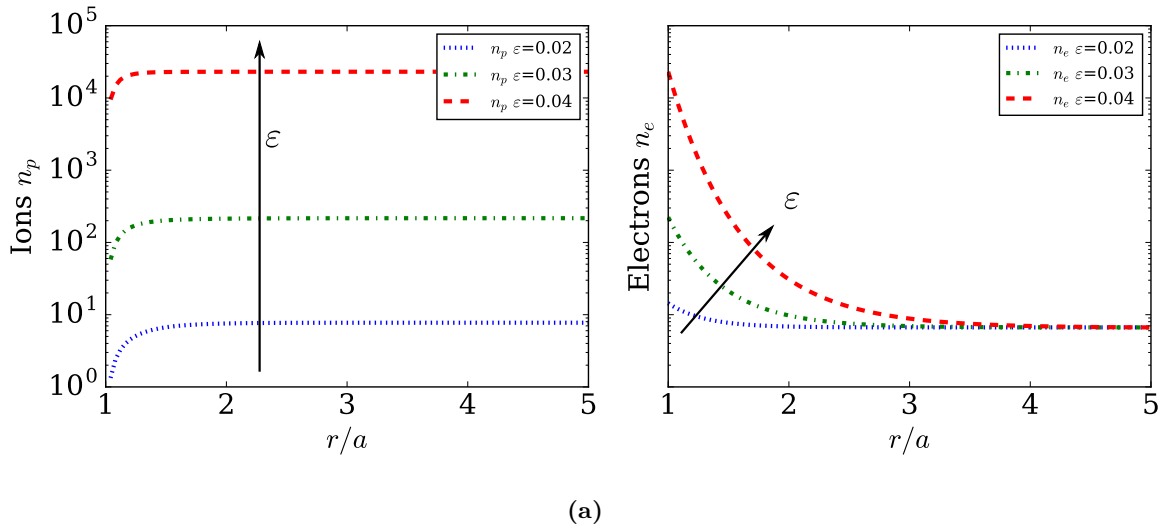 Ions n_p
10^5
10^4
10^3
10^2
10^1
10^0
n_p ε=0.02
n_p ε=0.03
n_p ε=0.04
ε
1 2 3 4 5
r/a
Electrons n_e
n_e ε=0.02
n_e ε=0.03
n_e ε=0.04
ε
1 2 3 4 5
r/a
(a)